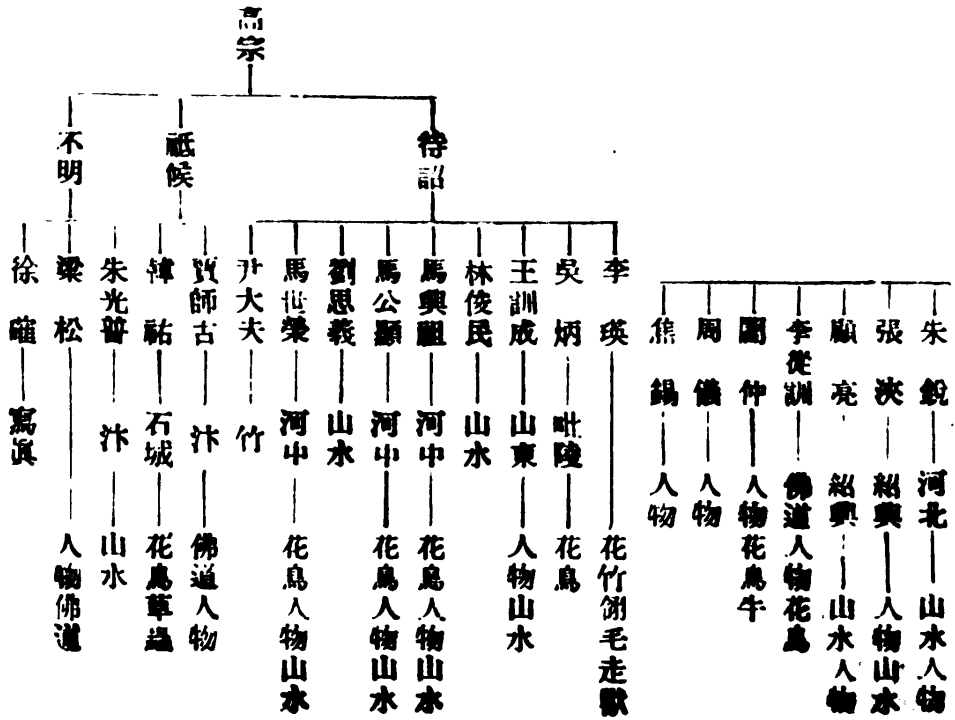 高宗
待詔
祗候
不明
朱銳 河北 山水人物
張浹 紹興 人物山水
顧亮 紹興 山水人物
李從訓 佛道人物花鳥
閻仲 人物花鳥牛
周儀 人物
焦錫 人物
李瑛 花竹翎毛走獸
吳炳 毗陵 花鳥
王訓成 山東 人物山水
林俊民 山水
馬興祖 河中 花鳥人物山水
馬公顯 河中 花鳥人物山水
劉思義 山水
馬世榮 河中 花鳥人物山水
尹大夫 竹
賈師古 汴 佛道人物
韓祐 石城 花鳥草蟲
朱光普 汴 山水
梁松 人物佛道
徐確 寫眞